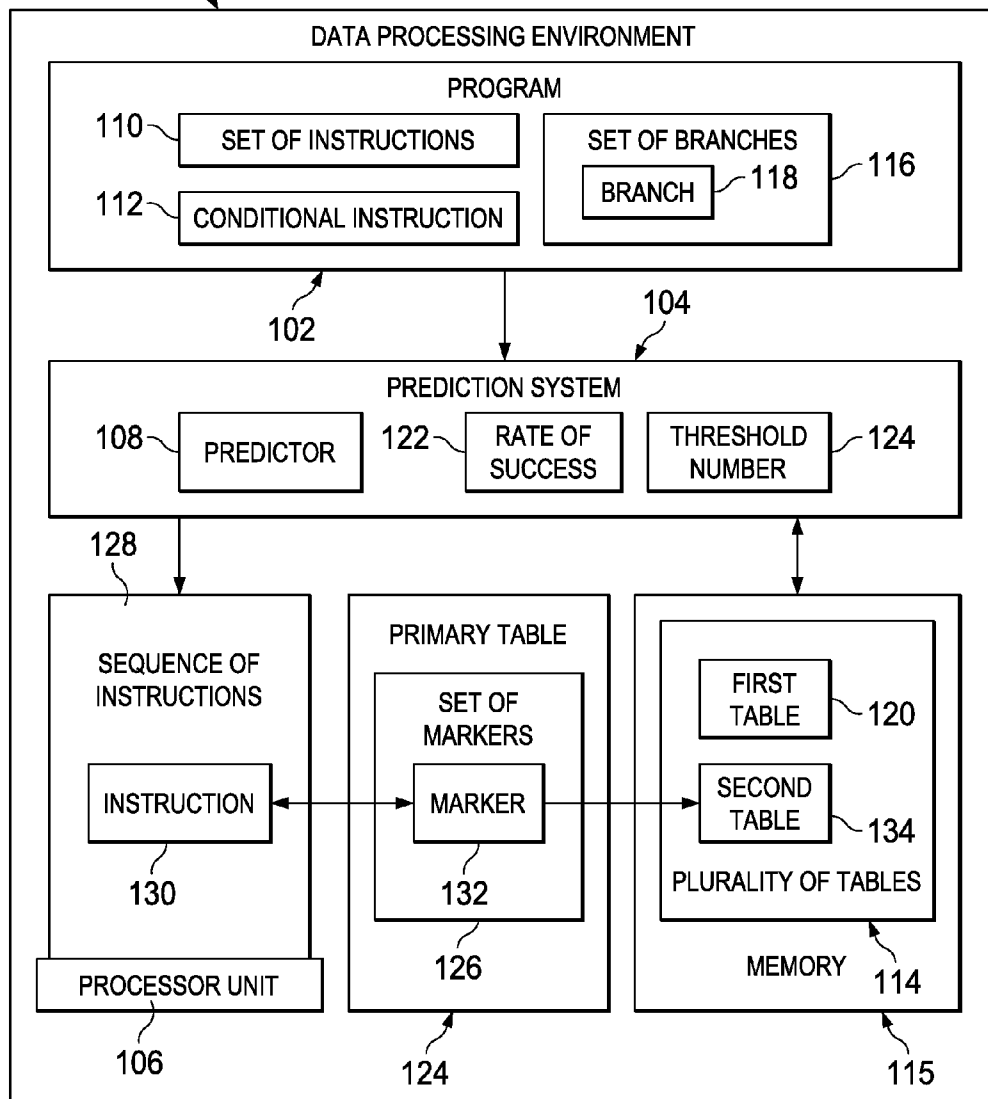 DATA PROCESSING ENVIRONMENT
PROGRAM
110
SET OF INSTRUCTIONS
112
CONDITIONAL INSTRUCTION
SET OF BRANCHES
BRANCH
118
116
102
104
PREDICTION SYSTEM
108
PREDICTOR
122
RATE OF
SUCCESS
THRESHOLD
NUMBER
124
128
SEQUENCE OF
INSTRUCTIONS
INSTRUCTION
130
PROCESSOR UNIT
106
PRIMARY TABLE
SET OF
MARKERS
MARKER
132
126
124
FIRST
TABLE
120
SECOND
TABLE
134
PLURALITY OF TABLES
MEMORY
114
115